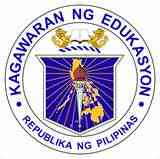 KAGAWARAN NG EDUKASYON
REPUBLIKA NG PILIPINAS